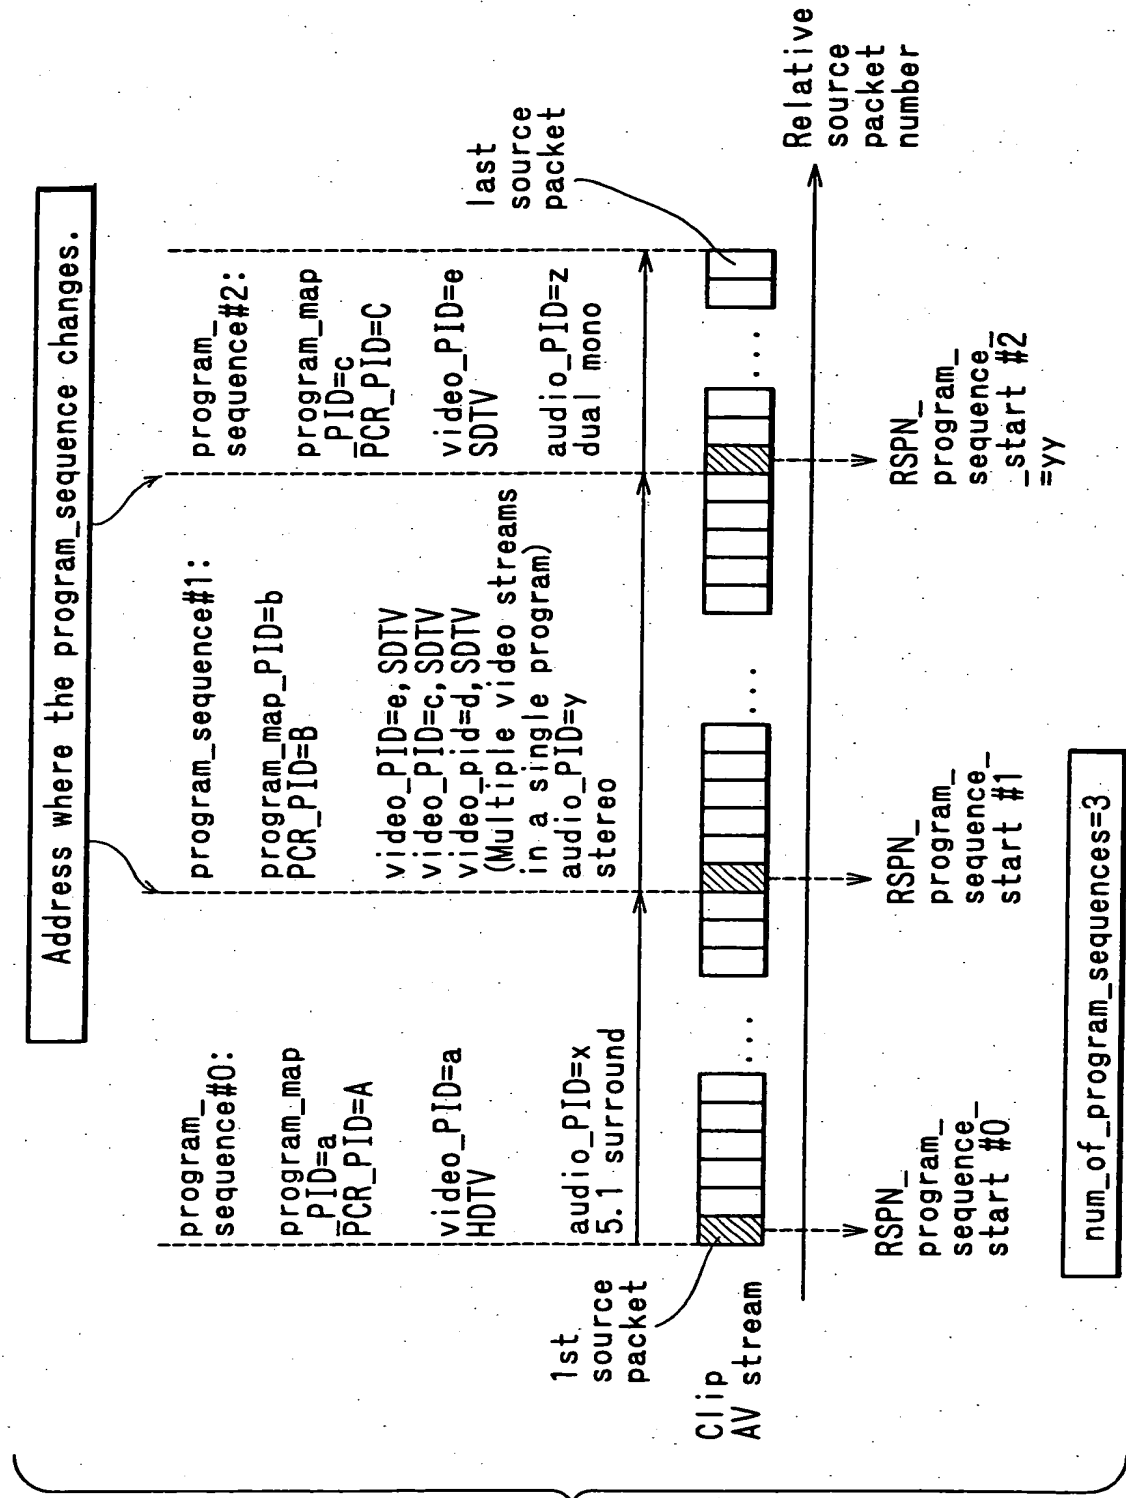 Address where the program_sequence changes.
program_
sequence#0:
program_map
_PID=a
PCR_PID=A
video_PID=a
HDTV
audio_PID=x
5.1 surround
program_sequence#1:
program_map_PID=b
PCR_PID=B
video_PID=e,SDTV
video_PID=c,SDTV
video_pid=d,SDTV
(Multiple video streams
in a single program)
audio_PID=y
stereo
program_
sequence#2:
program_map
_PID=c
PCR_PID=C
video_PID=e
SDTV
audio_PID=z
dual mono
1st
source
packet
last
source
packet
Clip
AV stream
...
...
...
Relative
source
packet
number
RSPN_
program_
sequence_
start #0
RSPN_
program_
sequence_
start #1
RSPN_
program_
sequence_
_start #2
=yy
num_of_program_sequences=3